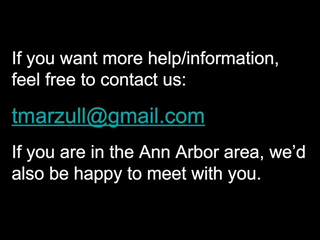 If you want more help/information,
feel free to contact us:
tmarzull@gmail.com
If you are in the Ann Arbor area, we’d
also be happy to meet with you.